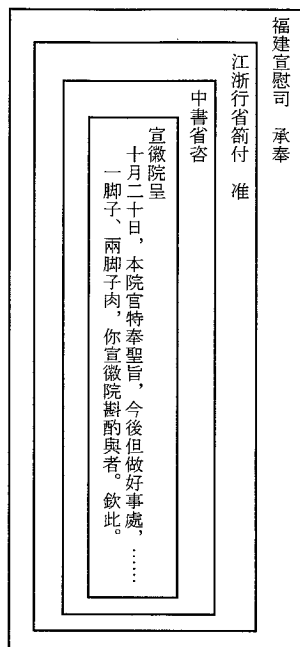 福建宣慰司　承奉
江浙行省箚付　准
中書省咨
宣徽院呈
十月二十日，本院官特奉聖旨，今後但做好事處，……
一脚子、兩脚子肉，你宣徽院斟酌與者。欽此。